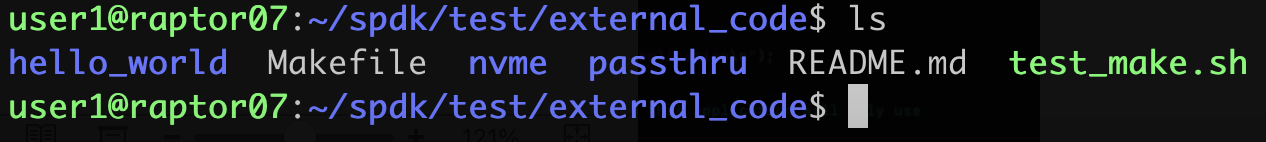 user1@raptor07:~/spdk/test/external_code$ ls
hello_world  Makefile  nvme  passthru  README.md  test_make.sh
user1@raptor07:~/spdk/test/external_code$
121%